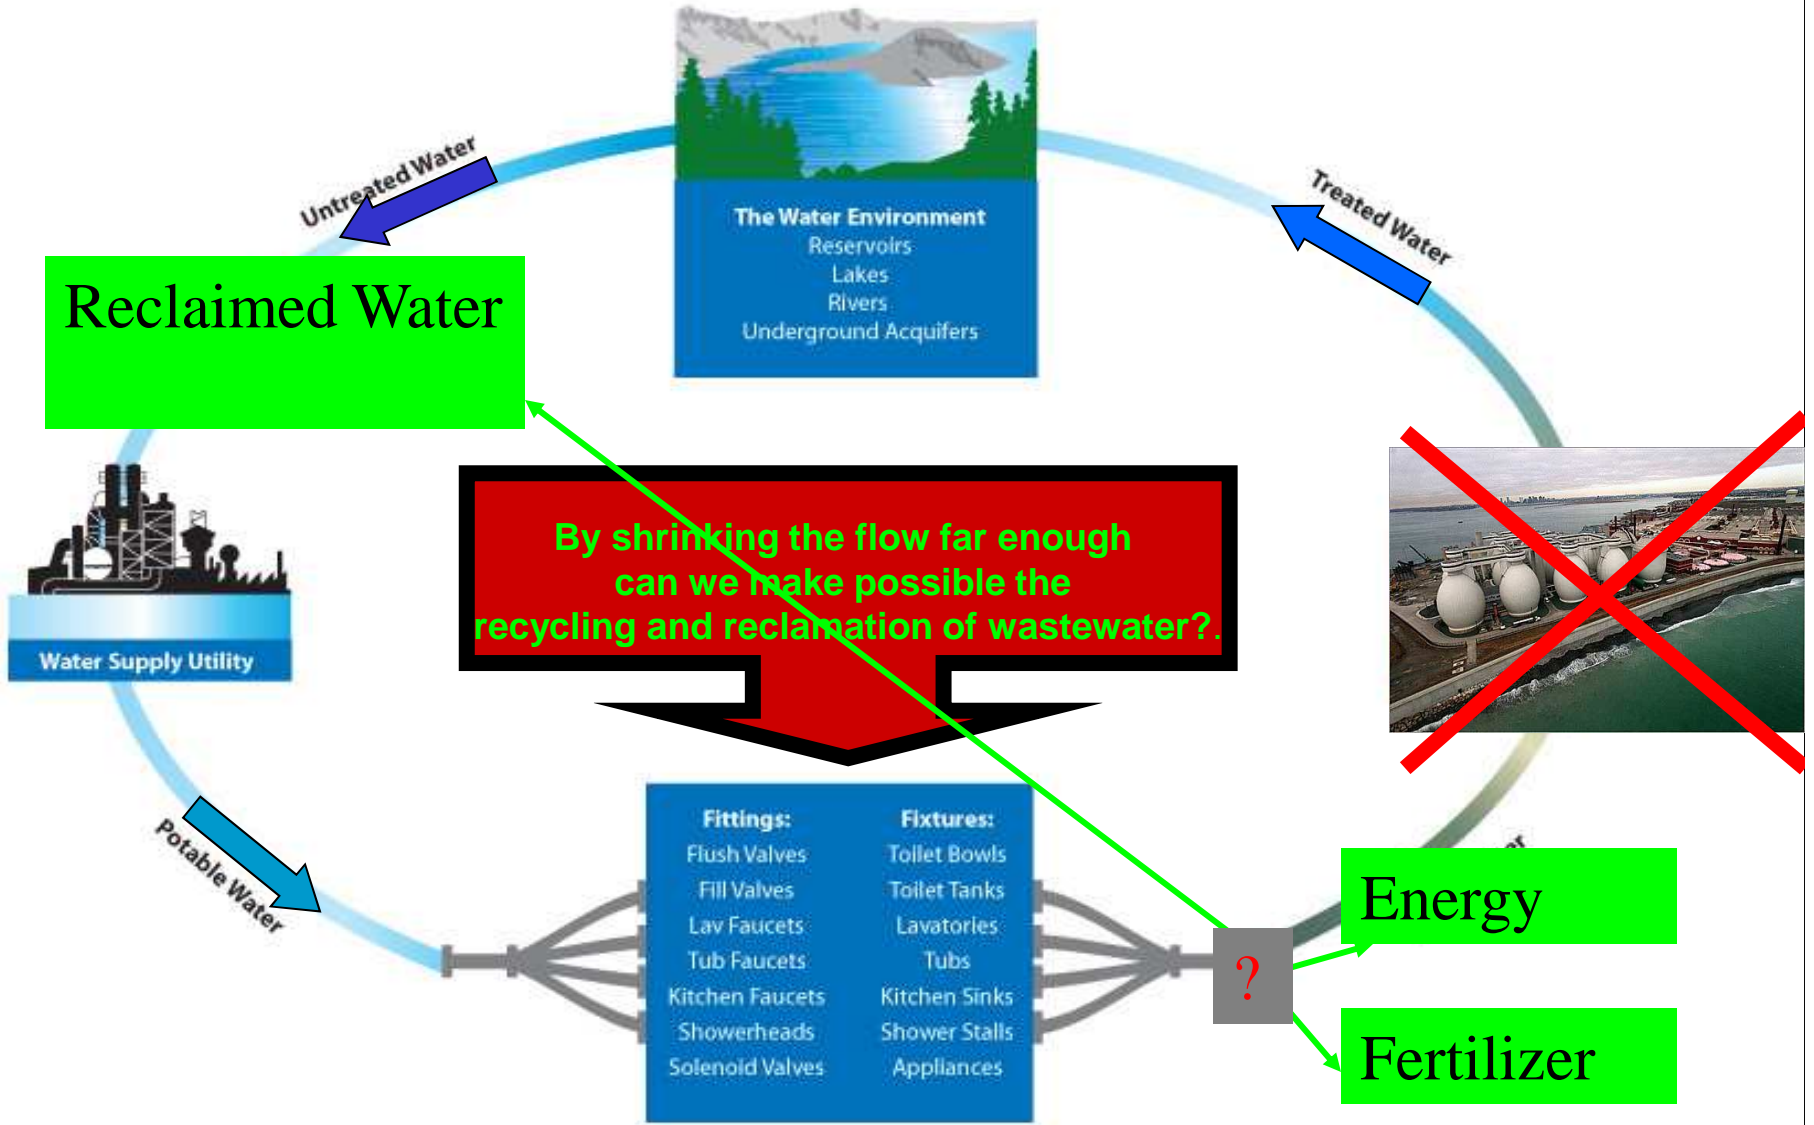 Untreated Water
The Water Environment
Reservoirs
Lakes
Rivers
Underground Acquifers
Treated Water
Reclaimed Water
By shrinking the flow far enough
can we make possible the
recycling and reclamation of wastewater?.
Water Supply Utility
Potable Water
Fittings:
Flush Valves
Fill Valves
Lav Faucets
Tub Faucets
Kitchen Faucets
Showerheads
Solenoid Valves
Fixtures:
Toilet Bowls
Toilet Tanks
Lavatories
Tubs
Kitchen Sinks
Shower Stalls
Appliances
?
Energy
Fertilizer